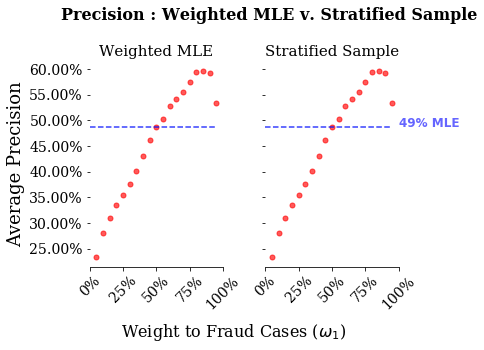 Precision : Weighted MLE v. Stratified Sample
Weighted MLE
Stratified Sample
Average Precision
60.00%
55.00%
50.00%
45.00%
40.00%
35.00%
30.00%
25.00%
49% MLE
0% 25% 50% 75% 100%
0% 25% 50% 75% 100%
Weight to Fraud Cases (ω₁)